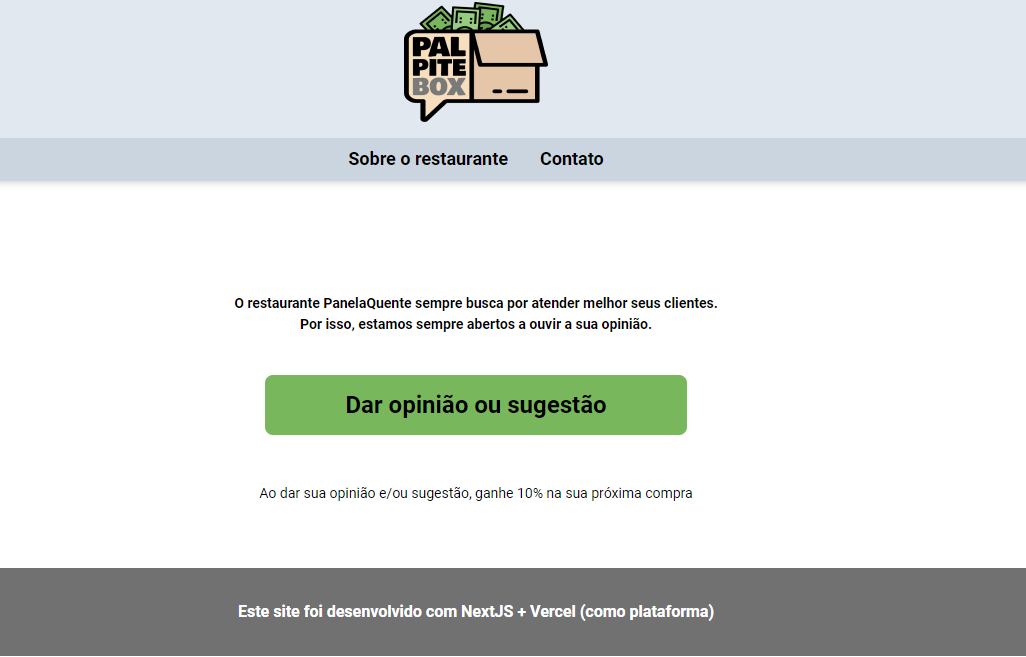 PAL
PITE
BOX
Sobre o restaurante Contato
O restaurante PanelaQuente sempre busca por atender melhor seus clientes.
Por isso, estamos sempre abertos a ouvir a sua opinião.
Dar opinião ou sugestão
Ao dar sua opinião e/ou sugestão, ganhe 10% na sua próxima compra
Este site foi desenvolvido com NextJS + Vercel (como plataforma)